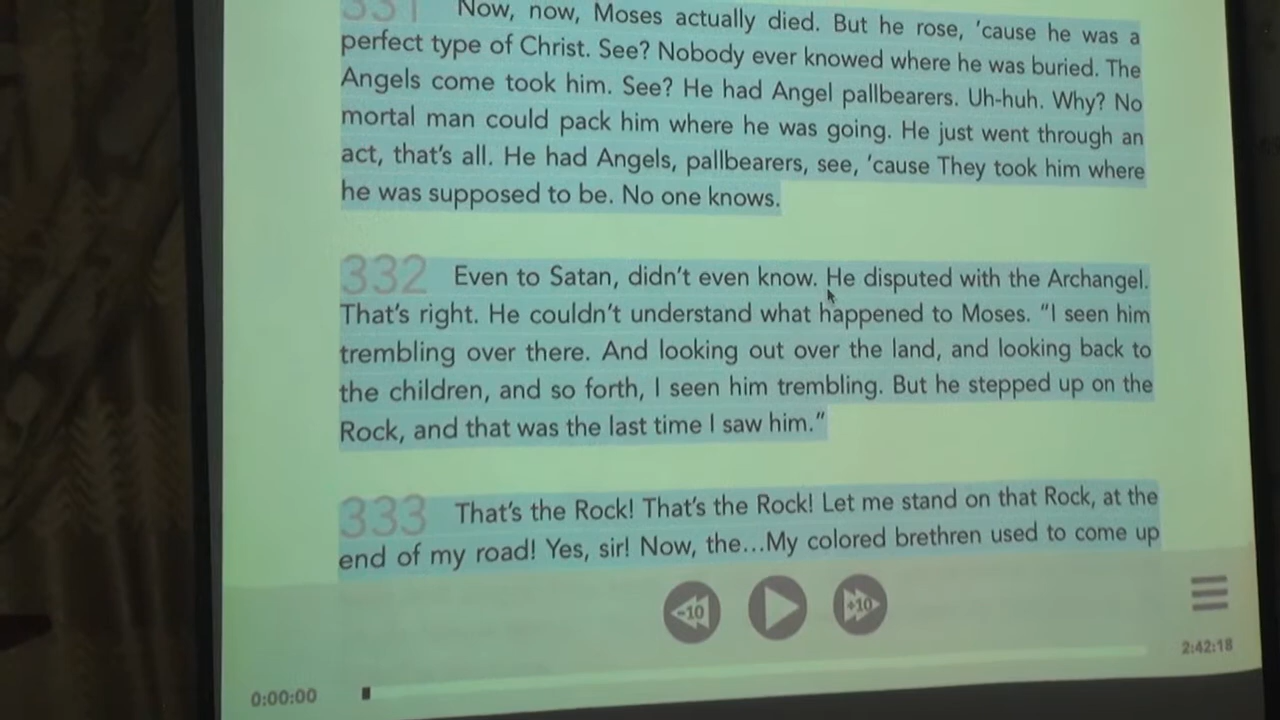 331 Now, now, Moses actually died. But he rose, ’cause he was a
perfect type of Christ. See? Nobody ever knowed where he was buried. The
Angels come took him. See? He had Angel pallbearers. Uh-huh. Why? No
mortal man could pack him where he was going. He just went through an
act, that’s all. He had Angels, pallbearers, see, ’cause They took him where
he was supposed to be. No one knows.
332 Even to Satan, didn’t even know. He disputed with the Archangel.
That’s right. He couldn’t understand what happened to Moses. “I seen him
trembling over there. And looking out over the land, and looking back to
the children, and so forth, I seen him trembling. But he stepped up on the
Rock, and that was the last time I saw him.”
333 That’s the Rock! That’s the Rock! Let me stand on that Rock, at the
end of my road! Yes, sir! Now, the…My colored brethren used to come up
-10 +10
2:42:18
0:00:00